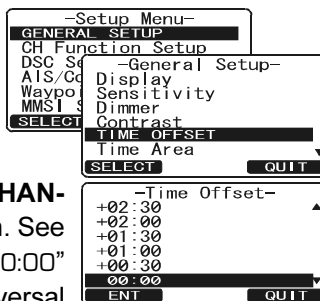 –Setup Menu–
GENERAL SETUP
CH Function Setup
DSC Se
AIS/Co
Waypoi
MMSI S
SELECT
–General Setup–
Display
Sensitivity
Dimmer
Contrast
TIME OFFSET
Time Area
SELECT QUIT
HAN-
. See
0:00”
versal
–Time Offset–
+02:30
+02:00
+01:30
+01:00
+00:30
00:00
ENT QUIT